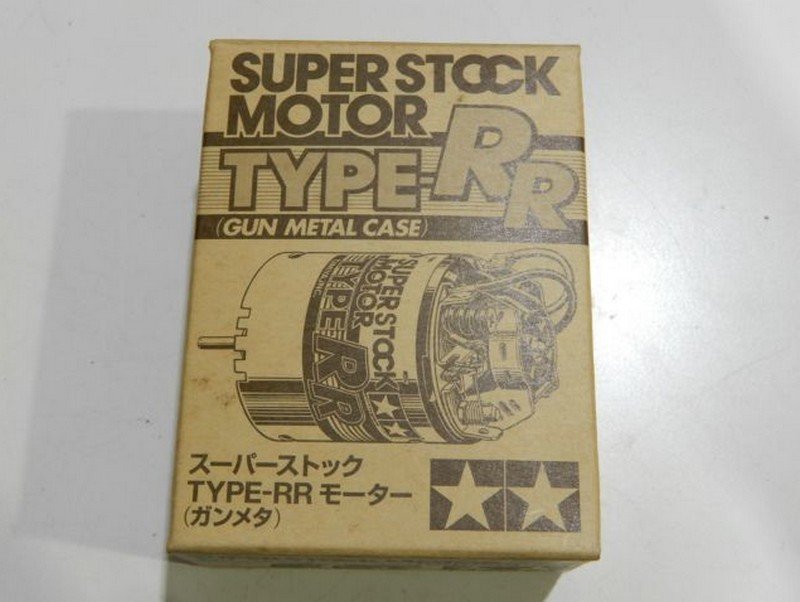 SUPER STOCK
MOTOR
TYPE-RR
(GUN METAL CASE)
SUPER STOCK
MOTOR
TYPE RR
スーパーストック
TYPE-RR モーター
(ガンメタ)